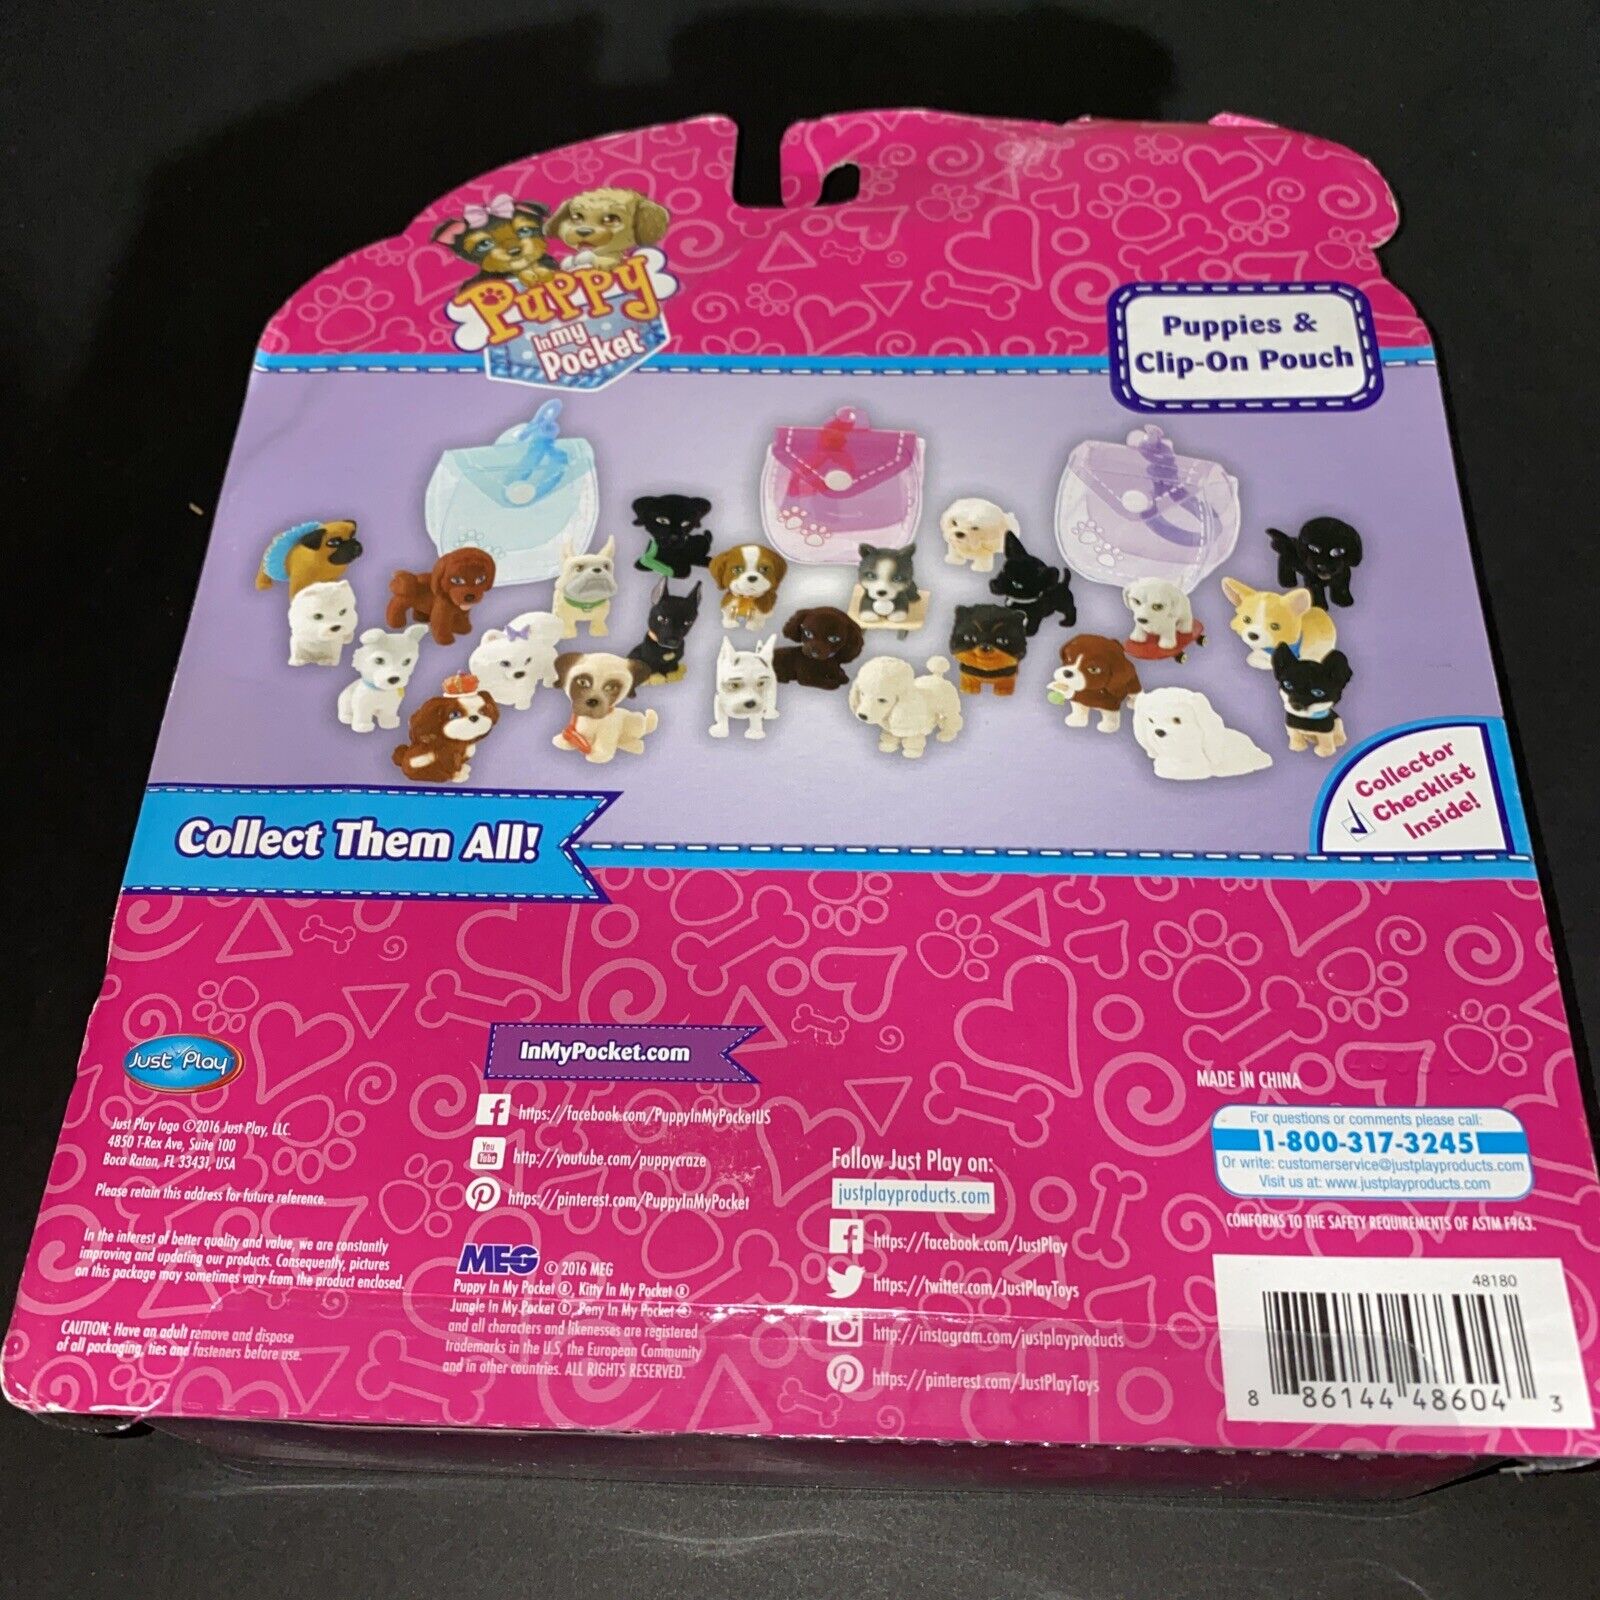 Puppy
In my
Pocket
Puppies &
Clip-On Pouch
Collector
Checklist
Inside!
Collect Them All!
Just Play™
Just Play logo ©2016 Just Play, LLC.
4850 T-Rex Ave, Suite 100
Boca Raton, FL 33431, USA
Please retain this address for future reference.
In the interest of better quality and value, we are constantly
improving and updating our products. Consequently, pictures
on this package may sometimes vary from the product enclosed.
CAUTION: Have an adult remove and dispose
of all packaging, ties and fasteners before use.
InMyPocket.com
https://facebook.com/PuppyInMyPocketUS
You
Tube
http://youtube.com/puppycraze
https://pinterest.com/PuppyInMyPocket
MEG © 2016 MEG
Puppy In My Pocket ®, Kitty In My Pocket ®
Jungle In My Pocket ®, Pony In My Pocket ®
and all characters and likenesses are registered
trademarks in the U.S, the European Community
and in other countries. ALL RIGHTS RESERVED.
Follow Just Play on:
justplayproducts.com
https://facebook.com/JustPlay
https://twitter.com/JustPlayToys
http://instagram.com/justplayproducts
https://pinterest.com/JustPlayToys
MADE IN CHINA
For questions or comments please call:
1-800-317-3245
Or write: customerservice@justplayproducts.com
Visit us at: www.justplayproducts.com
CONFORMS TO THE SAFETY REQUIREMENTS OF ASTM F963.
48180
8 86144 48604 3